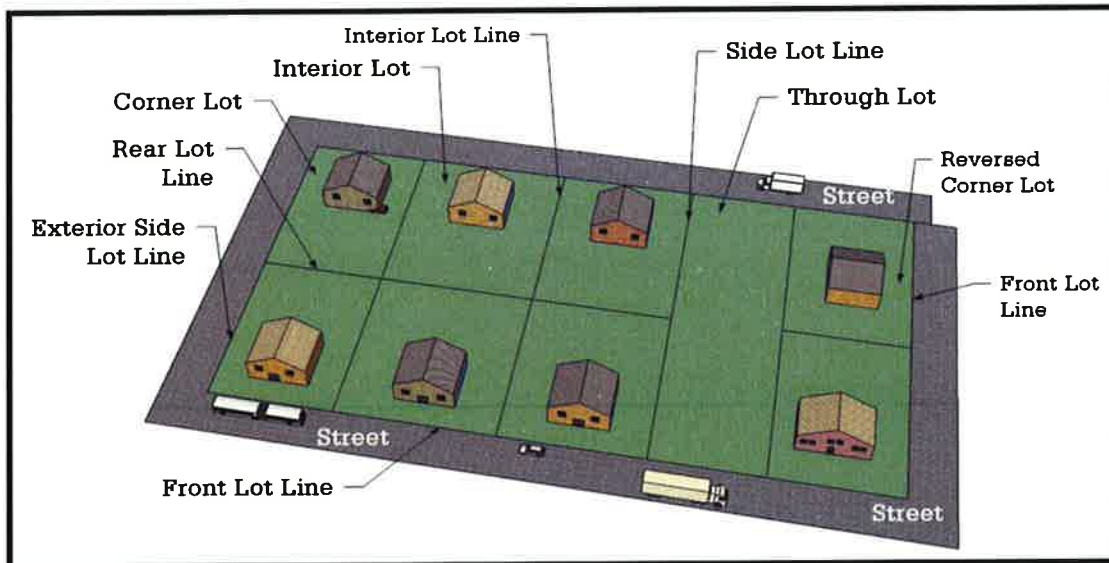 Interior Lot Line
Side Lot Line
Interior Lot
Through Lot
Corner Lot
Rear Lot
Line
Reversed
Corner Lot
Street
Exterior Side
Lot Line
Front Lot
Line
Street
Front Lot Line
Street